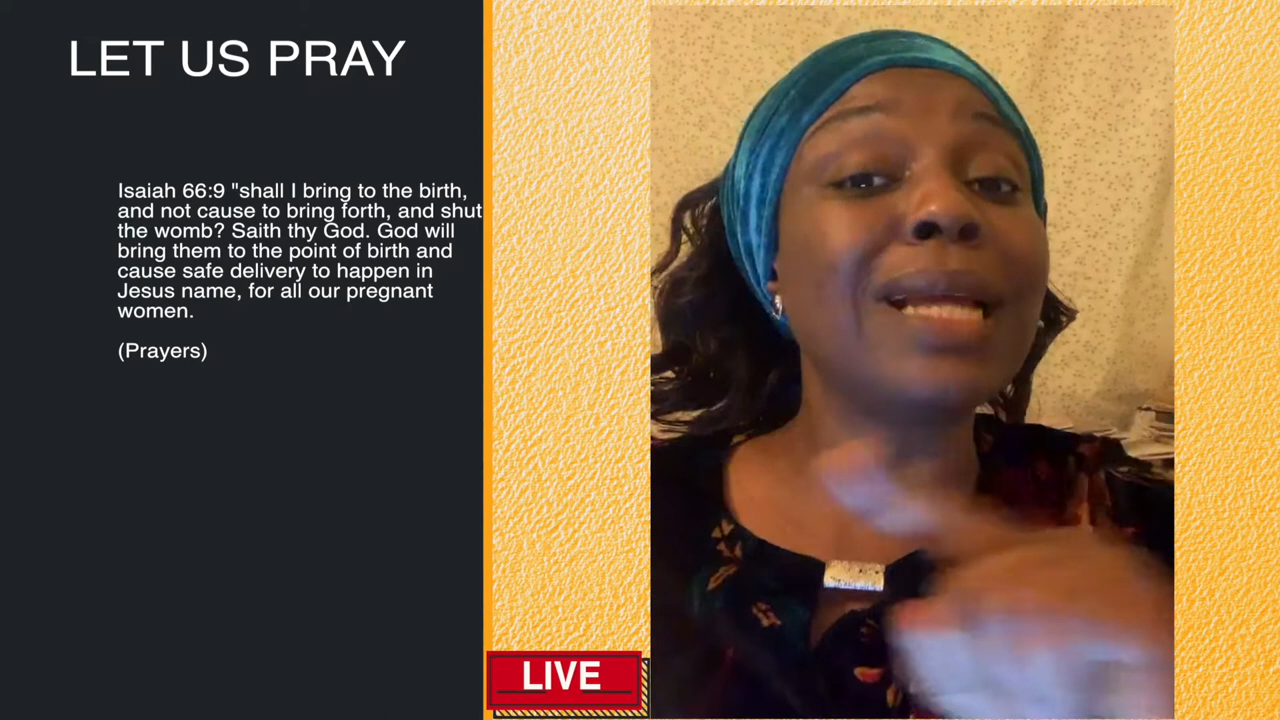 LET US PRAY
Isaiah 66:9 "shall I bring to the birth,
and not cause to bring forth, and shut
the womb? Saith thy God. God will
bring them to the point of birth and
cause safe delivery to happen in
Jesus name, for all our pregnant
women.
(Prayers)
LIVE